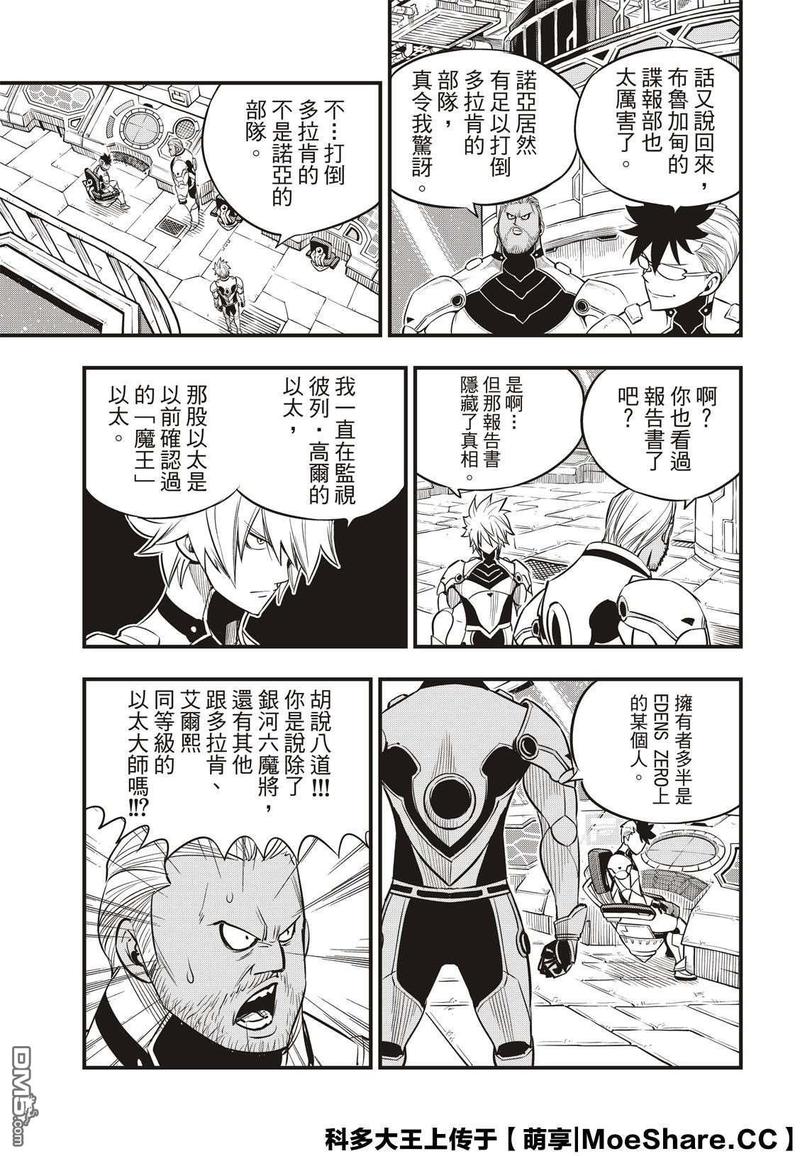 話又說回來，
布魯加甸的
諜報部也
太厲害了。
諾亞居然
有足以打倒
多拉肯的
部隊，
真令我驚訝。
不⋯打倒
多拉肯的
不是諾亞的
部隊。
啊？
你也看過
報告書了
吧？
是啊⋯
但那報告書
隱藏了真相。
我一直在監視
彼列·高爾的
以太，
那股以太是
以前確認過
的「魔王」
以太。
擁有者多半是
EDENS ZERO上
的某個人。
胡說八道!!!
你是說除了
銀河六魔將，
還有其他
跟多拉肯、
艾爾熙
同等級的
以太大師嗎!!?
DM5.com
科多大王上传于【萌享|MoeShare.CC】